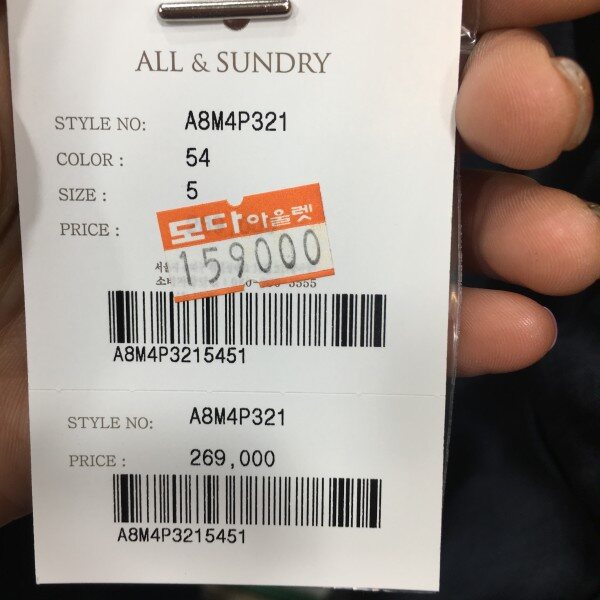 ALL & SUNDRY
STYLE NO: A8M4P321
COLOR : 54
SIZE : 5
PRICE :
모다아울렛
159000
A8M4P3215451
STYLE NO: A8M4P321
PRICE : 269,000
A8M4P3215451